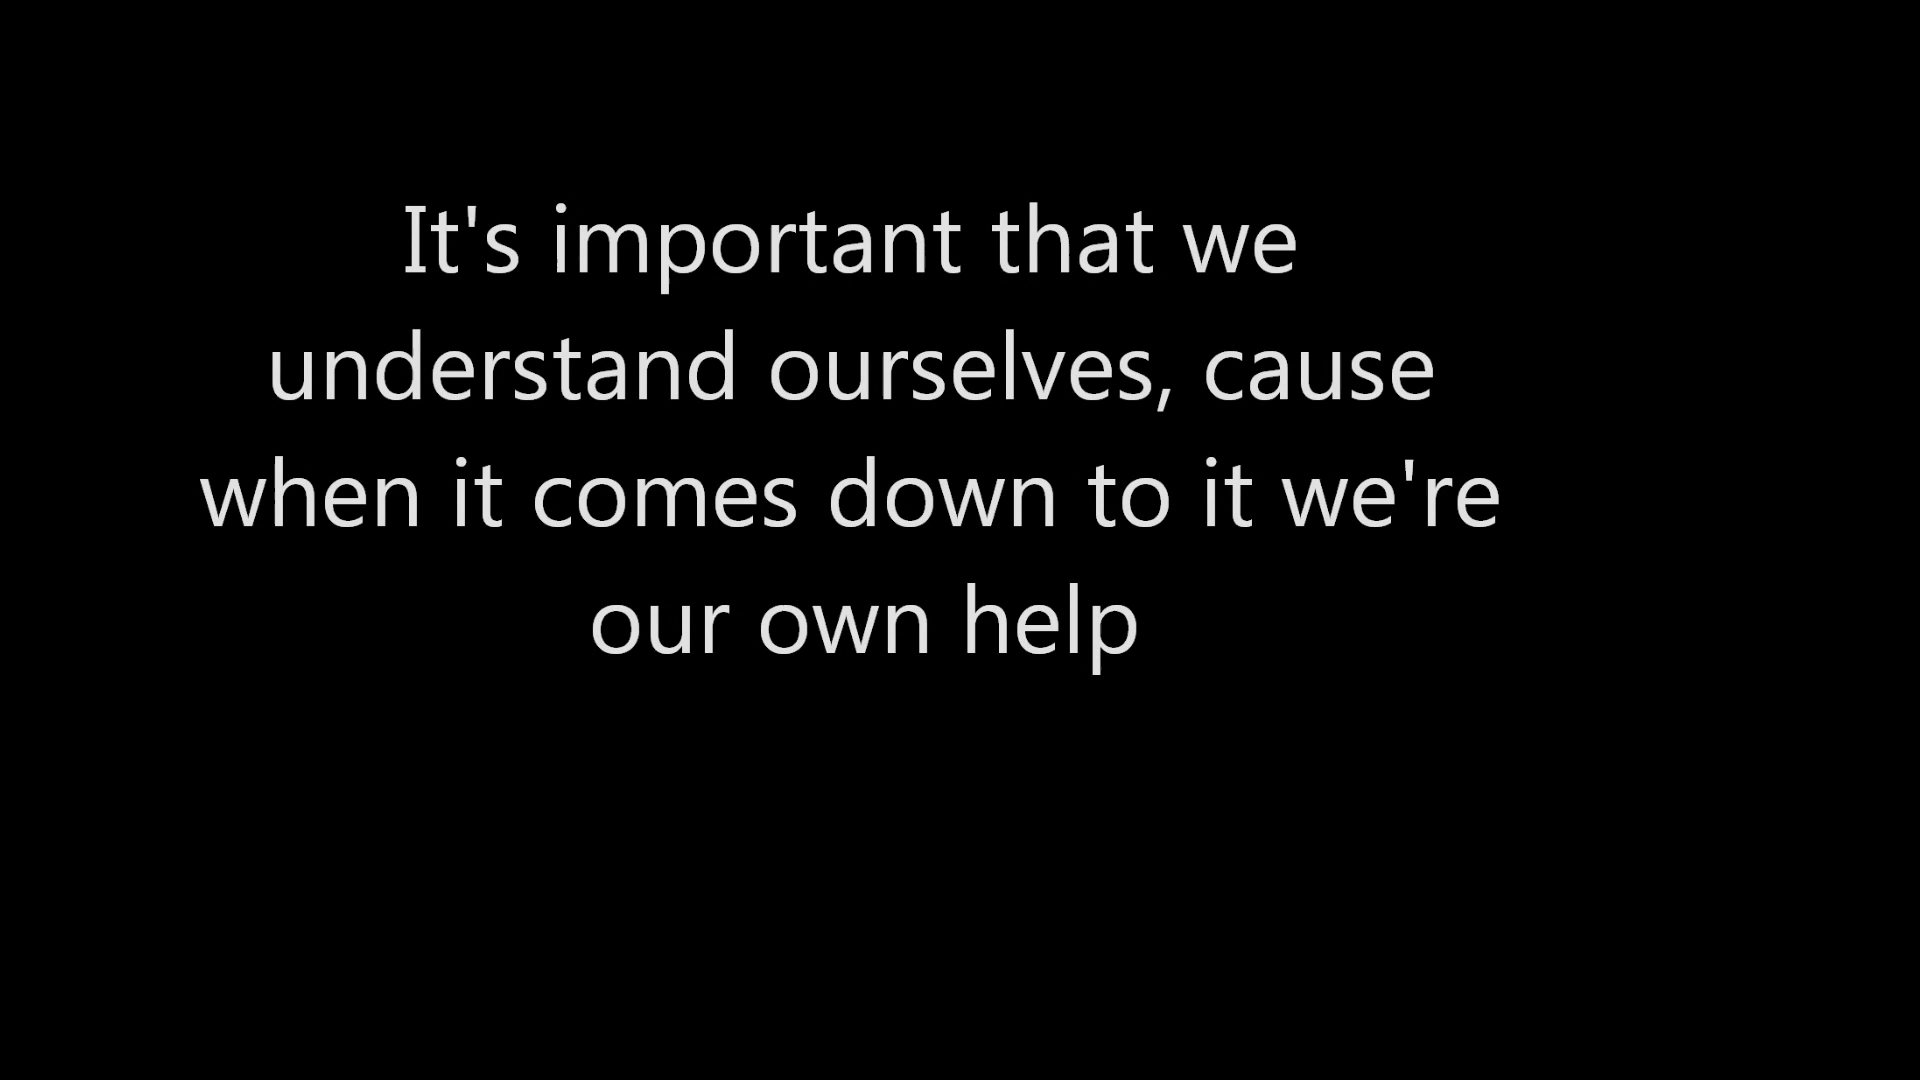 It's important that we
understand ourselves, cause
when it comes down to it we're
our own help